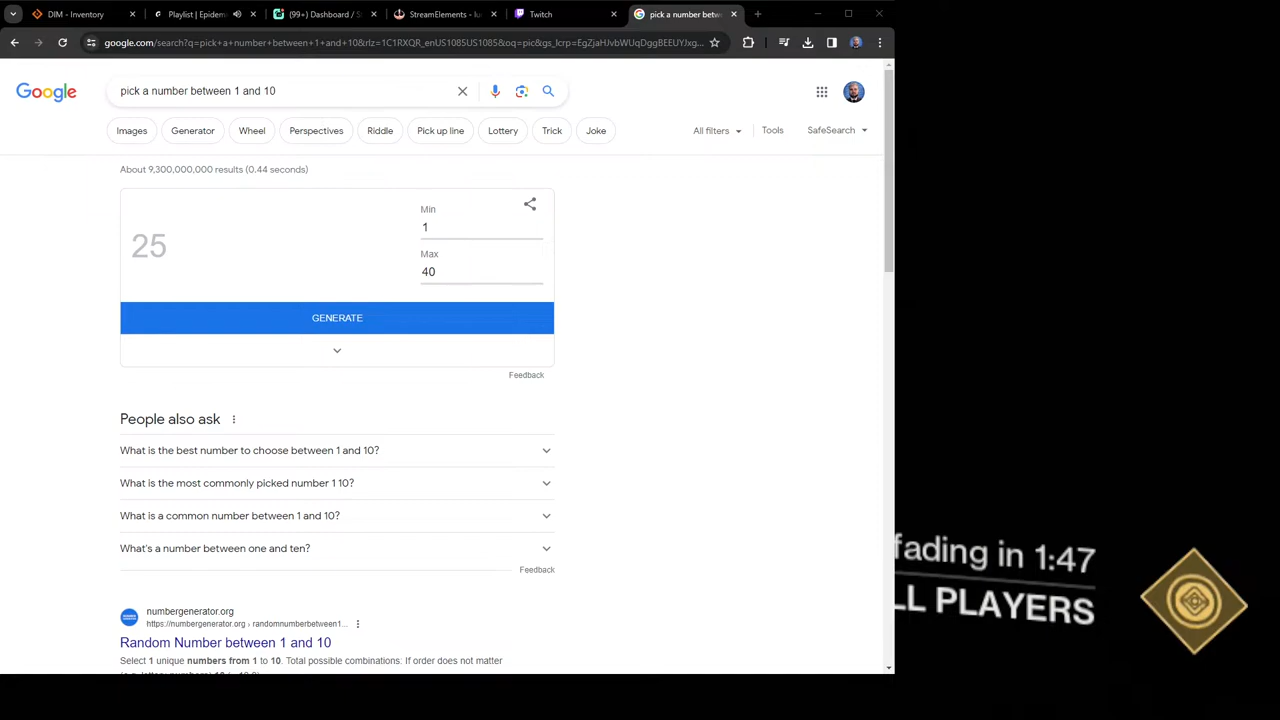 DIM - Inventory
Playlist | Epidem
(99+) Dashboard / S
StreamElements - lu
Twitch
pick a number betwe
google.com/search?q=pick+a+number+between+1+and+10&rlz=1C1RXQR_enUS1085US1085&oq=pic&gs_lcrp=EgZjaHJvbWUqDggBEEUYJxg...
Google
pick a number between 1 and 10
Images
Generator
Wheel
Perspectives
Riddle
Pick up line
Lottery
Trick
Joke
All filters
Tools
SafeSearch
About 9,300,000,000 results (0.44 seconds)
25
Min
1
Max
40
GENERATE
Feedback
People also ask
What is the best number to choose between 1 and 10?
What is the most commonly picked number 1 10?
What is a common number between 1 and 10?
What's a number between one and ten?
Feedback
fading in 1:47
LL PLAYERS
numbergenerator.org
https://numbergenerator.org › randomnumberbetween1...
Random Number between 1 and 10
Select 1 unique numbers from 1 to 10. Total possible combinations: If order does not matter